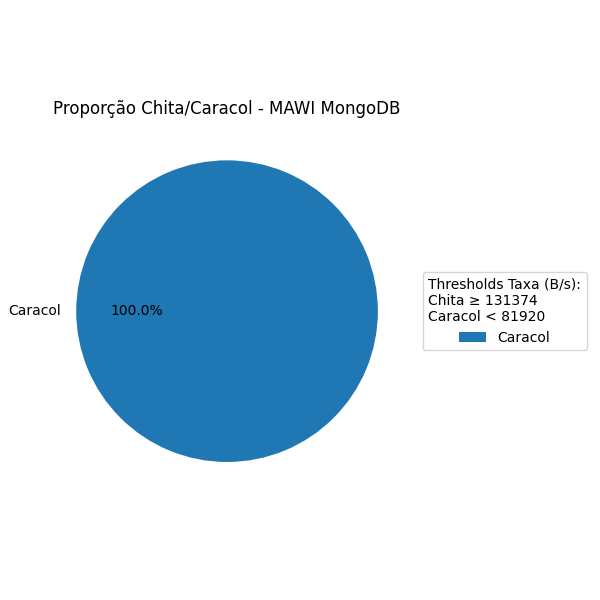 Proporção Chita/Caracol - MAWI MongoDB
Caracol
100.0%
Thresholds Taxa (B/s):
Chita ≥ 131374
Caracol < 81920
Caracol